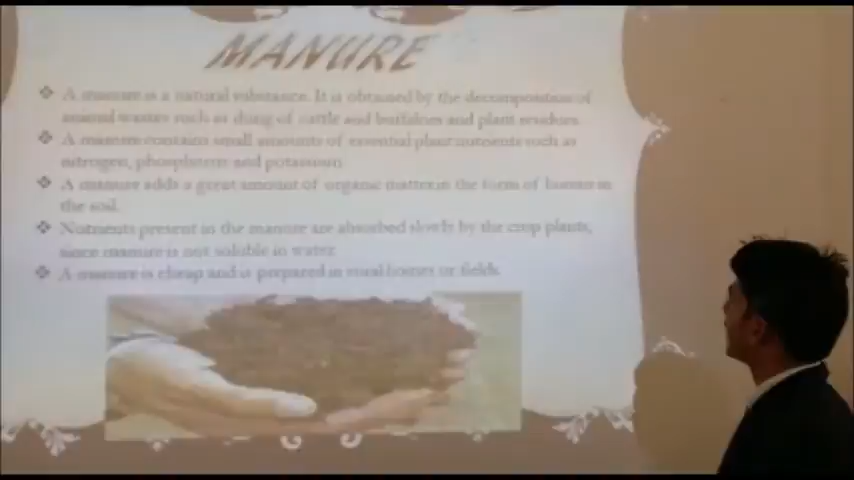 MANURE
❖ A manure is a natural substance. It is obtained by the decomposition of
animal wastes such as dung of cattle and buffaloes and plant residues.
❖ A manure contains small amounts of essential plant nutrients such as
nitrogen, phosphorus and potassium.
❖ A manure adds a great amount of organic matter in the form of humus in
the soil.
❖ Nutrients present in the manure are absorbed slowly by the crop plants,
since manure is not soluble in water.
❖ A manure is cheap and is prepared in rural homes or fields.